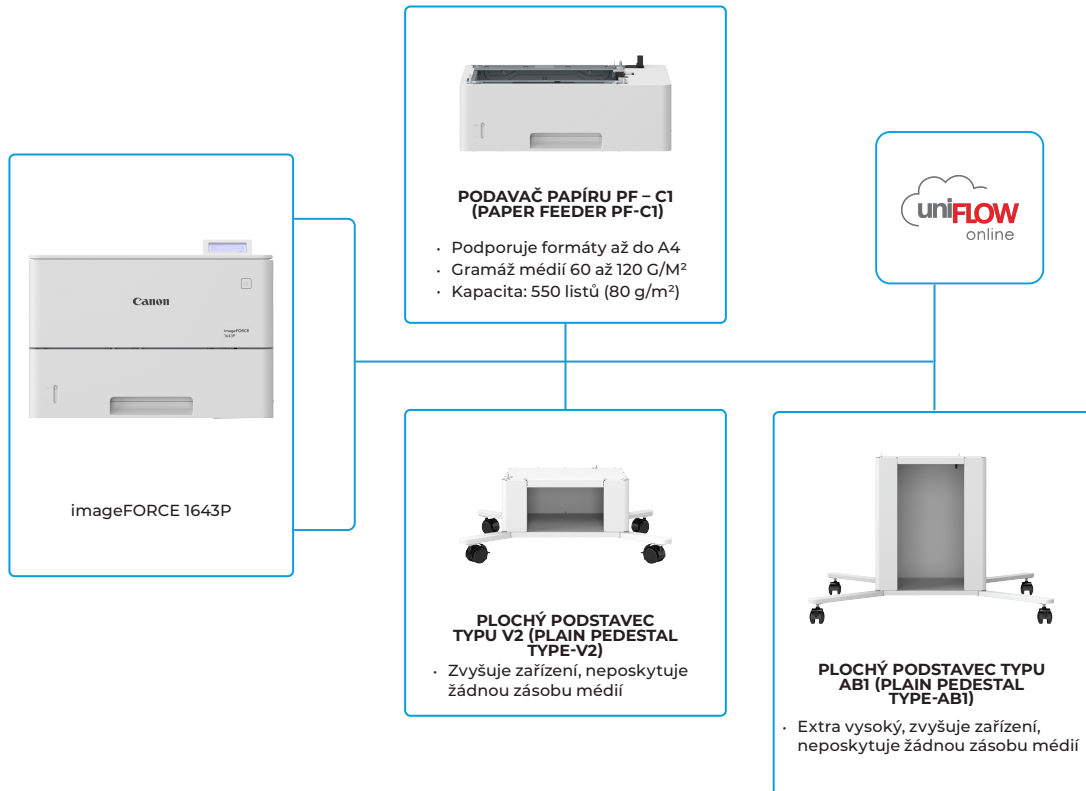 PODAVAČ PAPÍRU PF – C1
(PAPER FEEDER PF-C1)
· Podporuje formáty až do A4
· Gramáž médií 60 až 120 G/M²
· Kapacita: 550 listů (80 g/m²)
uniFLOW
online
Canon
imageFORCE
1643P
imageFORCE 1643P
PLOCHÝ PODSTAVEC
TYPU V2 (PLAIN PEDESTAL
TYPE-V2)
· Zvyšuje zařízení, neposkytuje
žádnou zásobu médií
PLOCHÝ PODSTAVEC TYPU
AB1 (PLAIN PEDESTAL
TYPE-AB1)
· Extra vysoký, zvyšuje zařízení,
neposkytuje žádnou zásobu médií